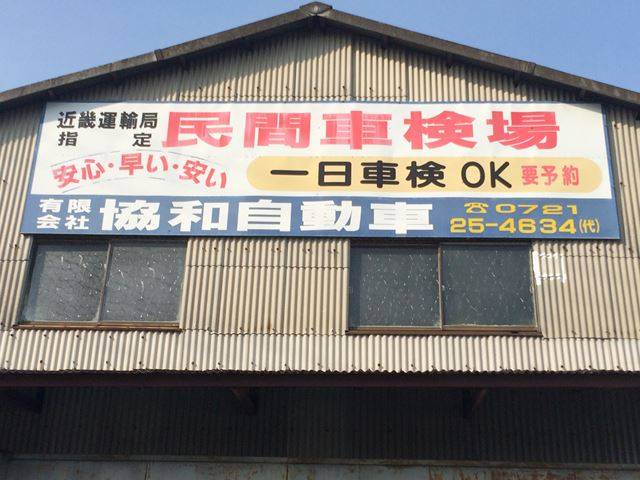 近畿運輸局
指定
民間車検場
安心・早い・安い
一日車検 OK 要予約
有限
会社
協和自動車
☎0721
25-4634(代)